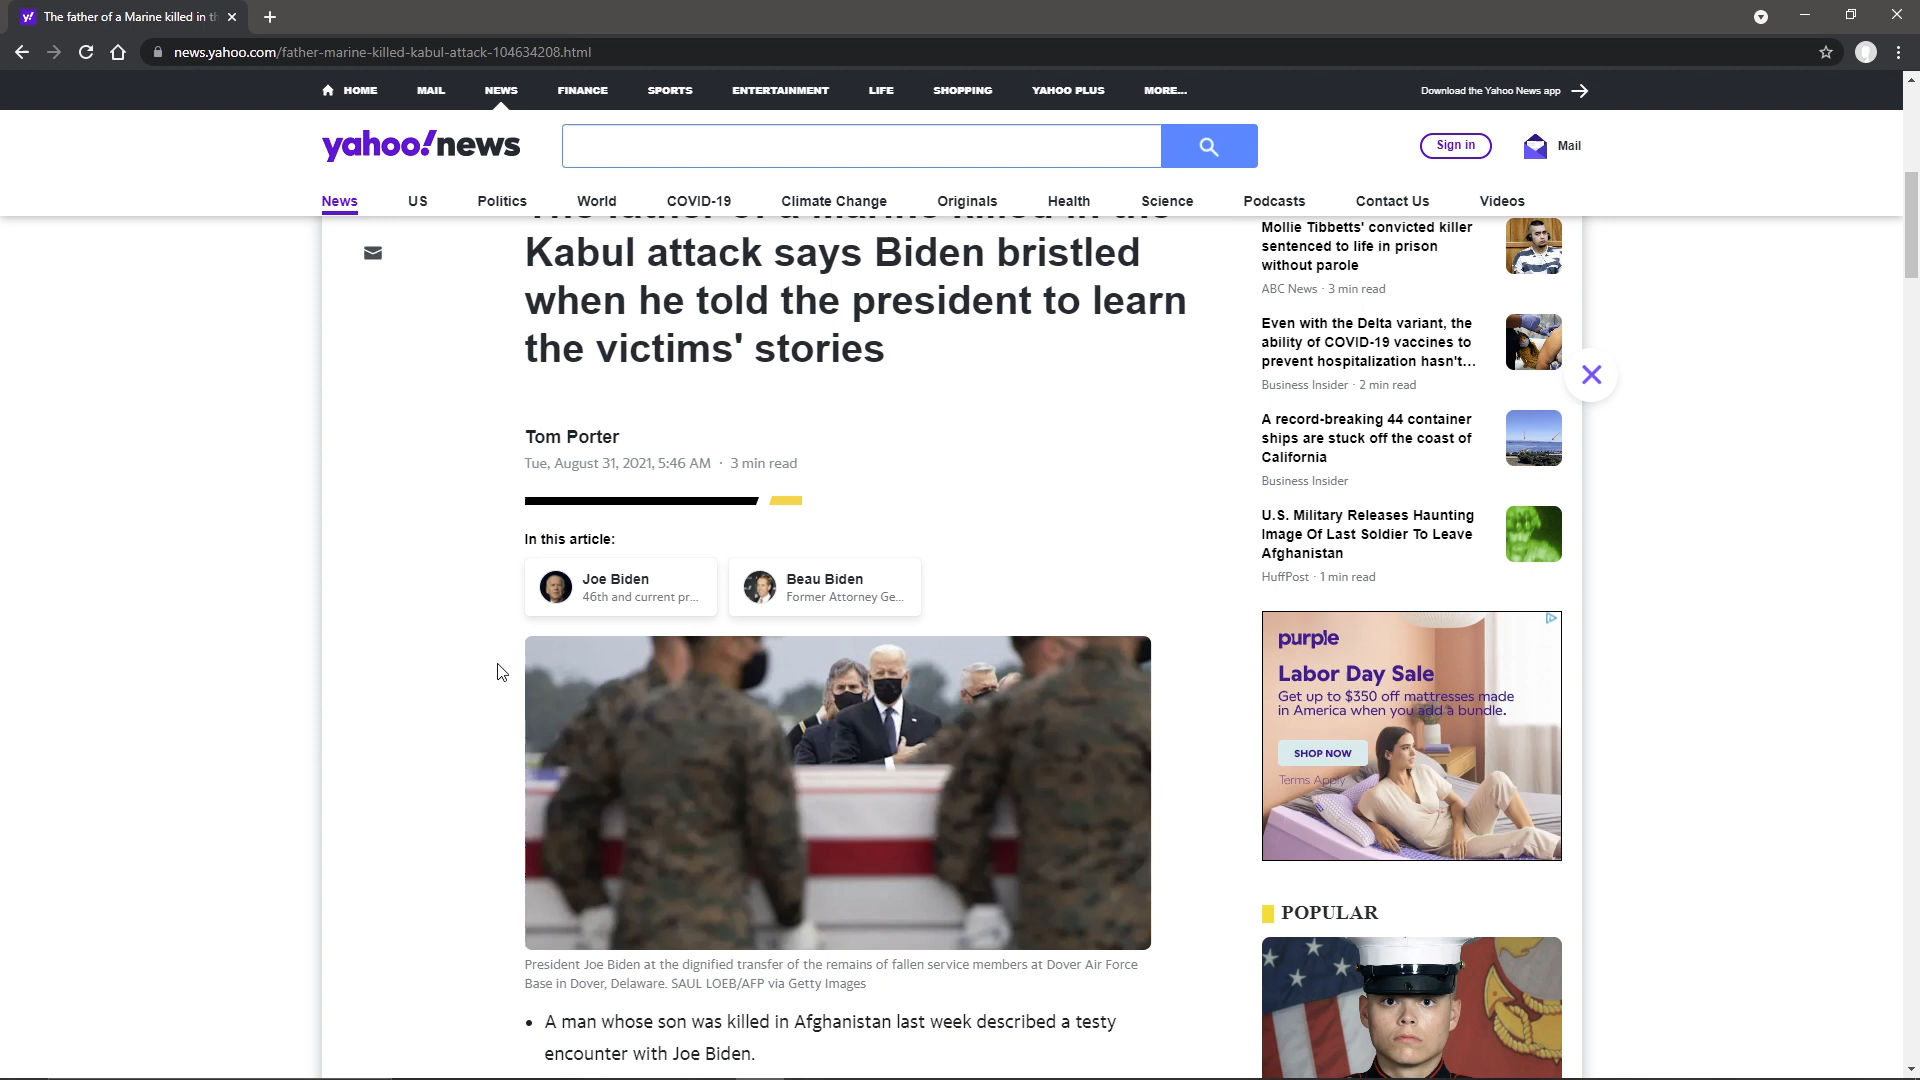 The father of a Marine killed in th
news.yahoo.com/father-marine-killed-kabul-attack-104634208.html
HOME MAIL NEWS FINANCE SPORTS ENTERTAINMENT LIFE SHOPPING YAHOO PLUS MORE... Download the Yahoo News app
yahoo!news
Sign in
Mail
News US Politics World COVID-19 Climate Change Originals Health Science Podcasts Contact Us Videos
The father of a Marine killed in the
Kabul attack says Biden bristled
when he told the president to learn
the victims' stories
Tom Porter
Tue, August 31, 2021, 5:46 AM · 3 min read
In this article:
Joe Biden
46th and current pr...
Beau Biden
Former Attorney Ge...
President Joe Biden at the dignified transfer of the remains of fallen service members at Dover Air Force
Base in Dover, Delaware. SAUL LOEB/AFP via Getty Images
• A man whose son was killed in Afghanistan last week described a testy
encounter with Joe Biden.
Mollie Tibbetts' convicted killer
sentenced to life in prison
without parole
ABC News · 3 min read
Even with the Delta variant, the
ability of COVID-19 vaccines to
prevent hospitalization hasn't...
Business Insider · 2 min read
A record-breaking 44 container
ships are stuck off the coast of
California
Business Insider
U.S. Military Releases Haunting
Image Of Last Soldier To Leave
Afghanistan
HuffPost · 1 min read
purple
Labor Day Sale
Get up to $350 off mattresses made
in America when you add a bundle.
SHOP NOW
Terms Apply
POPULAR